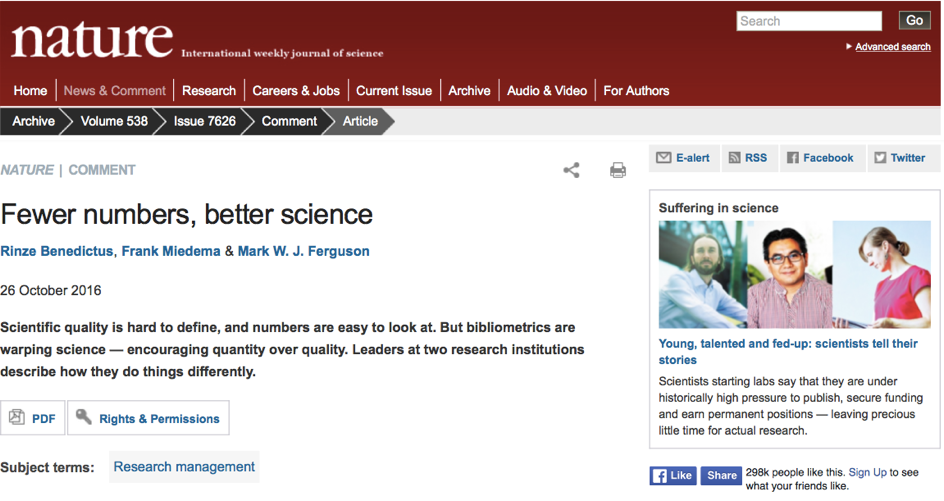 nature
International weekly journal of science
Search
Go
Advanced search
Home
News & Comment
Research
Careers & Jobs
Current Issue
Archive
Audio & Video
For Authors
Archive
Volume 538
Issue 7626
Comment
Article
NATURE | COMMENT
Fewer numbers, better science
Rinze Benedictus, Frank Miedema & Mark W. J. Ferguson
26 October 2016
Scientific quality is hard to define, and numbers are easy to look at. But bibliometrics are
warping science — encouraging quantity over quality. Leaders at two research institutions
describe how they do things differently.
PDF
Rights & Permissions
Subject terms:
Research management
E-alert
RSS
Facebook
Twitter
Suffering in science
Young, talented and fed-up: scientists tell their
stories
Scientists starting labs say that they are under
historically high pressure to publish, secure funding
and earn permanent positions — leaving precious
little time for actual research.
Like
Share
298k people like this. Sign Up to see
what your friends like.